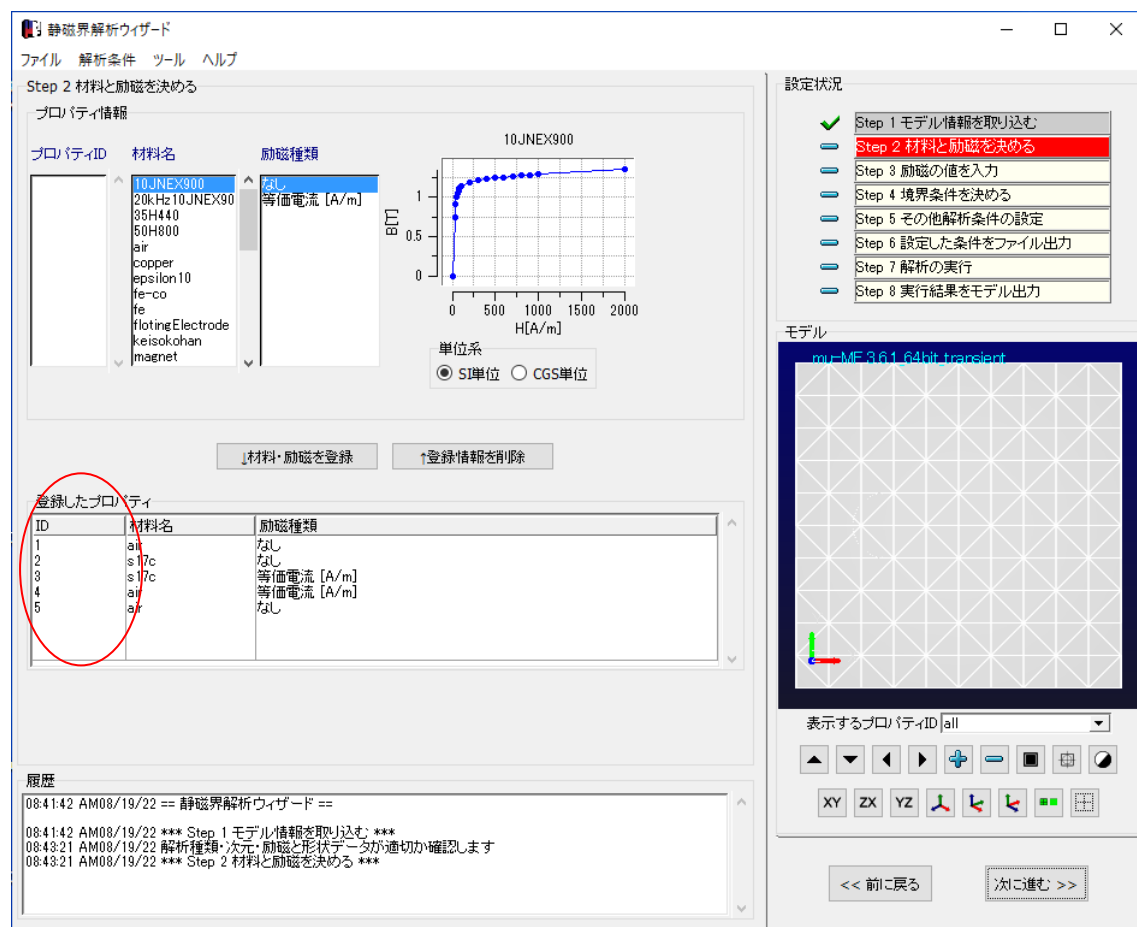 静磁界解析ウィザード
ファイル 解析条件 ツール ヘルプ
Step 2 材料と励磁を決める
プロパティ情報
プロパティID 材料名 励磁種類
10JNEX900
20kHz10JNEX90
35H440
50H800
air
copper
epsilon10
fe-co
fe
flotingElectrode
keisokohan
magnet
なし
等価電流 [A/m]
10JNEX900
B[T]
1
0.5
0
0 500 1000 1500 2000
H[A/m]
単位系
SI単位 CGS単位
↓材料・励磁を登録 ↑登録情報を削除
登録したプロパティ
ID 材料名 励磁種類
1 air なし
2 s17c なし
3 s17c 等価電流 [A/m]
4 air 等価電流 [A/m]
5 air なし
履歴
08:41:42 AM08/19/22 == 静磁界解析ウィザード ==
08:41:42 AM08/19/22 *** Step 1 モデル情報を取り込む ***
08:43:21 AM08/19/22 解析種類・次元・励磁と形状データが適切か確認します
08:43:21 AM08/19/22 *** Step 2 材料と励磁を決める ***
設定状況
Step 1 モデル情報を取り込む
Step 2 材料と励磁を決める
Step 3 励磁の値を入力
Step 4 境界条件を決める
Step 5 その他解析条件の設定
Step 6 設定した条件をファイル出力
Step 7 解析の実行
Step 8 実行結果をモデル出力
モデル
mu-MF 3.6.1_64bit_transient
表示するプロパティID all
XY ZX YZ
<< 前に戻る 次に進む >>